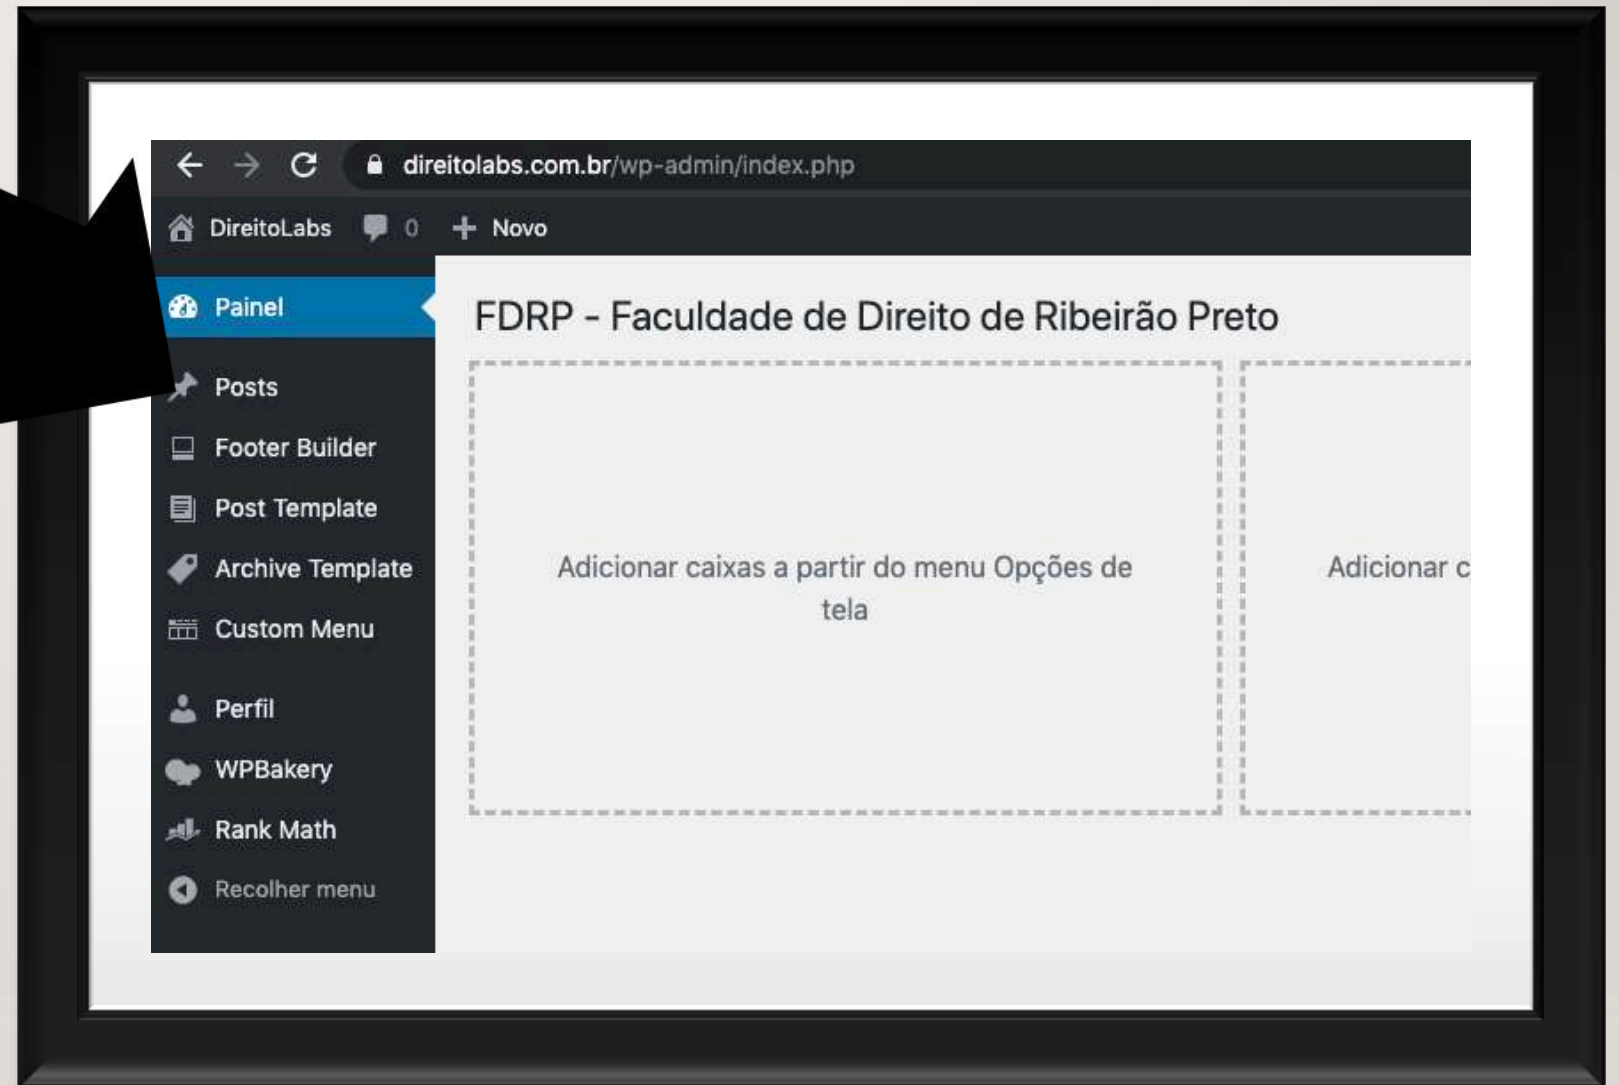 direitolabs.com.br/wp-admin/index.php
DireitoLabs 0 + Novo
Painel
FDRP - Faculdade de Direito de Ribeirão Preto
Posts
Footer Builder
Post Template
Archive Template
Custom Menu
Perfil
WPBakery
Rank Math
Recolher menu
Adicionar caixas a partir do menu Opções de
tela
Adicionar c